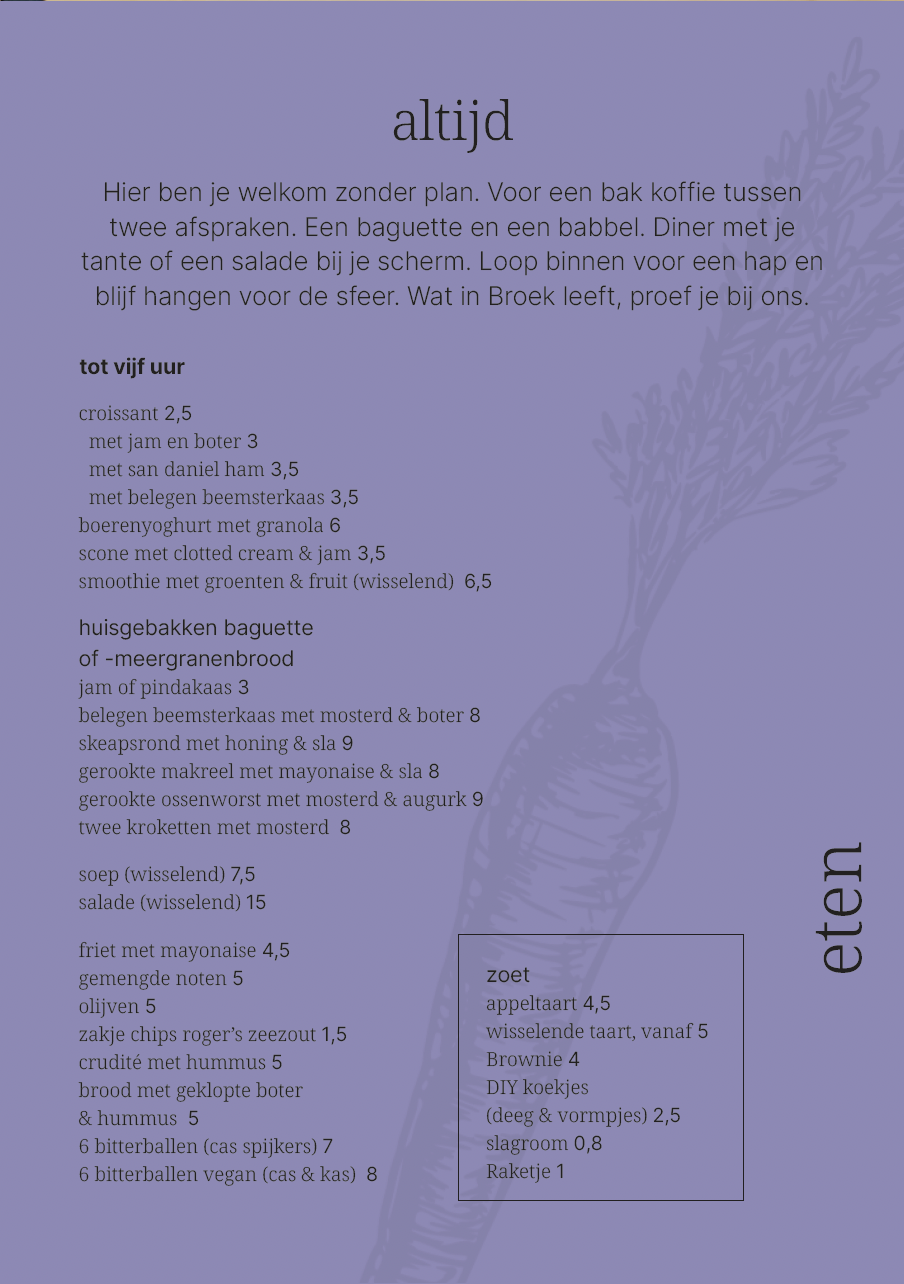 altijd
Hier ben je welkom zonder plan. Voor een bak koffie tussen
twee afspraken. Een baguette en een babbel. Diner met je
tante of een salade bij je scherm. Loop binnen voor een hap en
blijf hangen voor de sfeer. Wat in Broek leeft, proef je bij ons.
tot vijf uur
croissant 2,5
met jam en boter 3
met san daniel ham 3,5
met belegen beemsterkaas 3,5
boerenyoghurt met granola 6
scone met clotted cream & jam 3,5
smoothie met groenten & fruit (wisselend) 6,5
huisgebakken baguette
of -meergranenbrood
jam of pindakaas 3
belegen beemsterkaas met mosterd & boter 8
skeapsrond met honing & sla 9
gerookte makreel met mayonaise & sla 8
gerookte ossenworst met mosterd & augurk 9
twee kroketten met mosterd 8
soep (wisselend) 7,5
salade (wisselend) 15
friet met mayonaise 4,5
gemengde noten 5
olijven 5
zakje chips roger's zeezout 1,5
crudité met hummus 5
brood met geklopte boter
& hummus 5
6 bitterballen (cas spijkers) 7
6 bitterballen vegan (cas & kas) 8
zoet
appeltaart 4,5
wisselende taart, vanaf 5
Brownie 4
DIY koekjes
(deeg & vormpjes) 2,5
slagroom 0,8
Raketje 1
eten